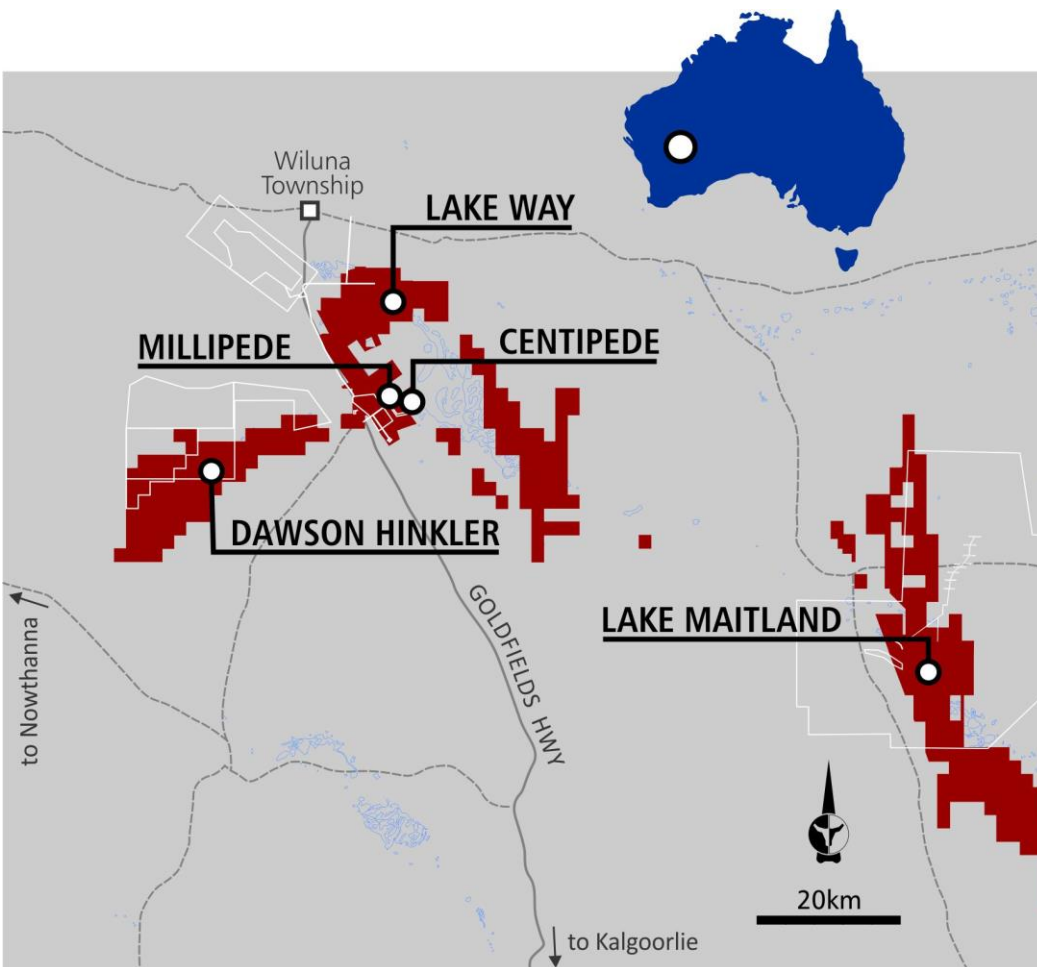 Wiluna
Township
LAKE WAY
MILLIPEDE
CENTIPEDE
DAWSON HINKLER
GOLDFIELDS HWY
LAKE MAITLAND
to Nowthanna
20km
to Kalgoorlie